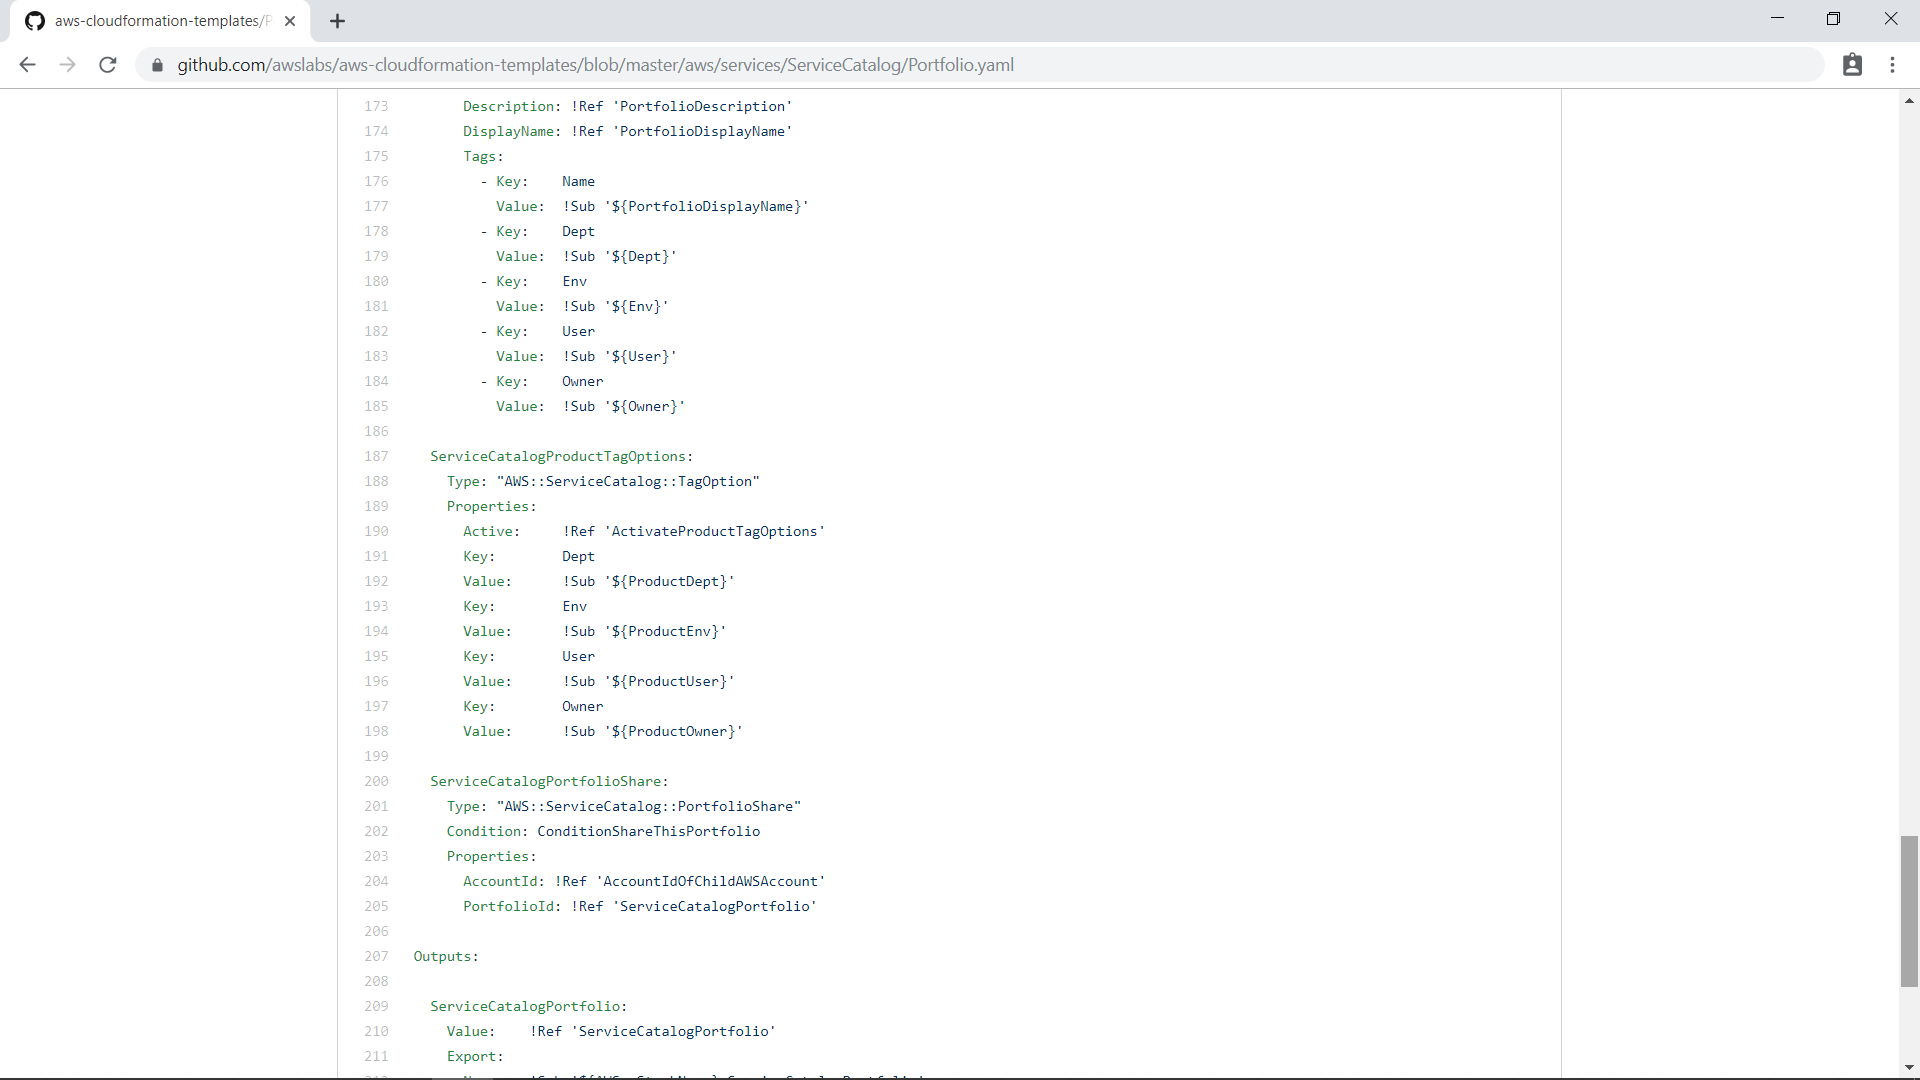 aws-cloudformation-templates/P
github.com/awslabs/aws-cloudformation-templates/blob/master/aws/services/ServiceCatalog/Portfolio.yaml
173 Description: !Ref 'PortfolioDescription'
174 DisplayName: !Ref 'PortfolioDisplayName'
175 Tags:
176 - Key: Name
177 Value: !Sub '${PortfolioDisplayName}'
178 - Key: Dept
179 Value: !Sub '${Dept}'
180 - Key: Env
181 Value: !Sub '${Env}'
182 - Key: User
183 Value: !Sub '${User}'
184 - Key: Owner
185 Value: !Sub '${Owner}'
186
187 ServiceCatalogProductTagOptions:
188 Type: "AWS::ServiceCatalog::TagOption"
189 Properties:
190 Active: !Ref 'ActivateProductTagOptions'
191 Key: Dept
192 Value: !Sub '${ProductDept}'
193 Key: Env
194 Value: !Sub '${ProductEnv}'
195 Key: User
196 Value: !Sub '${ProductUser}'
197 Key: Owner
198 Value: !Sub '${ProductOwner}'
199
200 ServiceCatalogPortfolioShare:
201 Type: "AWS::ServiceCatalog::PortfolioShare"
202 Condition: ConditionShareThisPortfolio
203 Properties:
204 AccountId: !Ref 'AccountIdOfChildAWSAccount'
205 PortfolioId: !Ref 'ServiceCatalogPortfolio'
206
207 Outputs:
208
209 ServiceCatalogPortfolio:
210 Value: !Ref 'ServiceCatalogPortfolio'
211 Export: